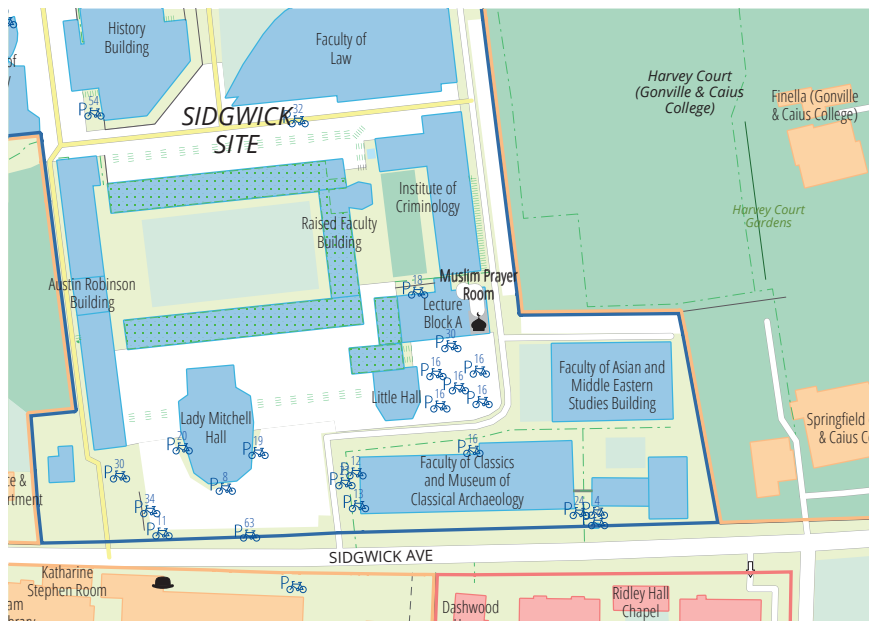 History
Building
Faculty of
Law
P54
P32
SIDGWICK
SITE
Harvey Court
(Gonville & Caius
College)
Finella (Gonville
& Caius College)
Institute of
Criminology
Raised Faculty
Building
Harvey Court
Gardens
Austin Robinson
Building
P18
Muslim Prayer
Room
Lecture
Block A
P30
P16
P16
P16
P16
P16
Faculty of Asian and
Middle Eastern
Studies Building
Little Hall
Lady Mitchell
Hall
Springfield
& Caius C
P20
P19
P16
P12
P30
P8
P13
Faculty of Classics
and Museum of
Classical Archaeology
P34
P11
P63
P24
P4
SIDGWICK AVE
Katharine
Stephen Room
P
Dashwood
Ridley Hall
Chapel